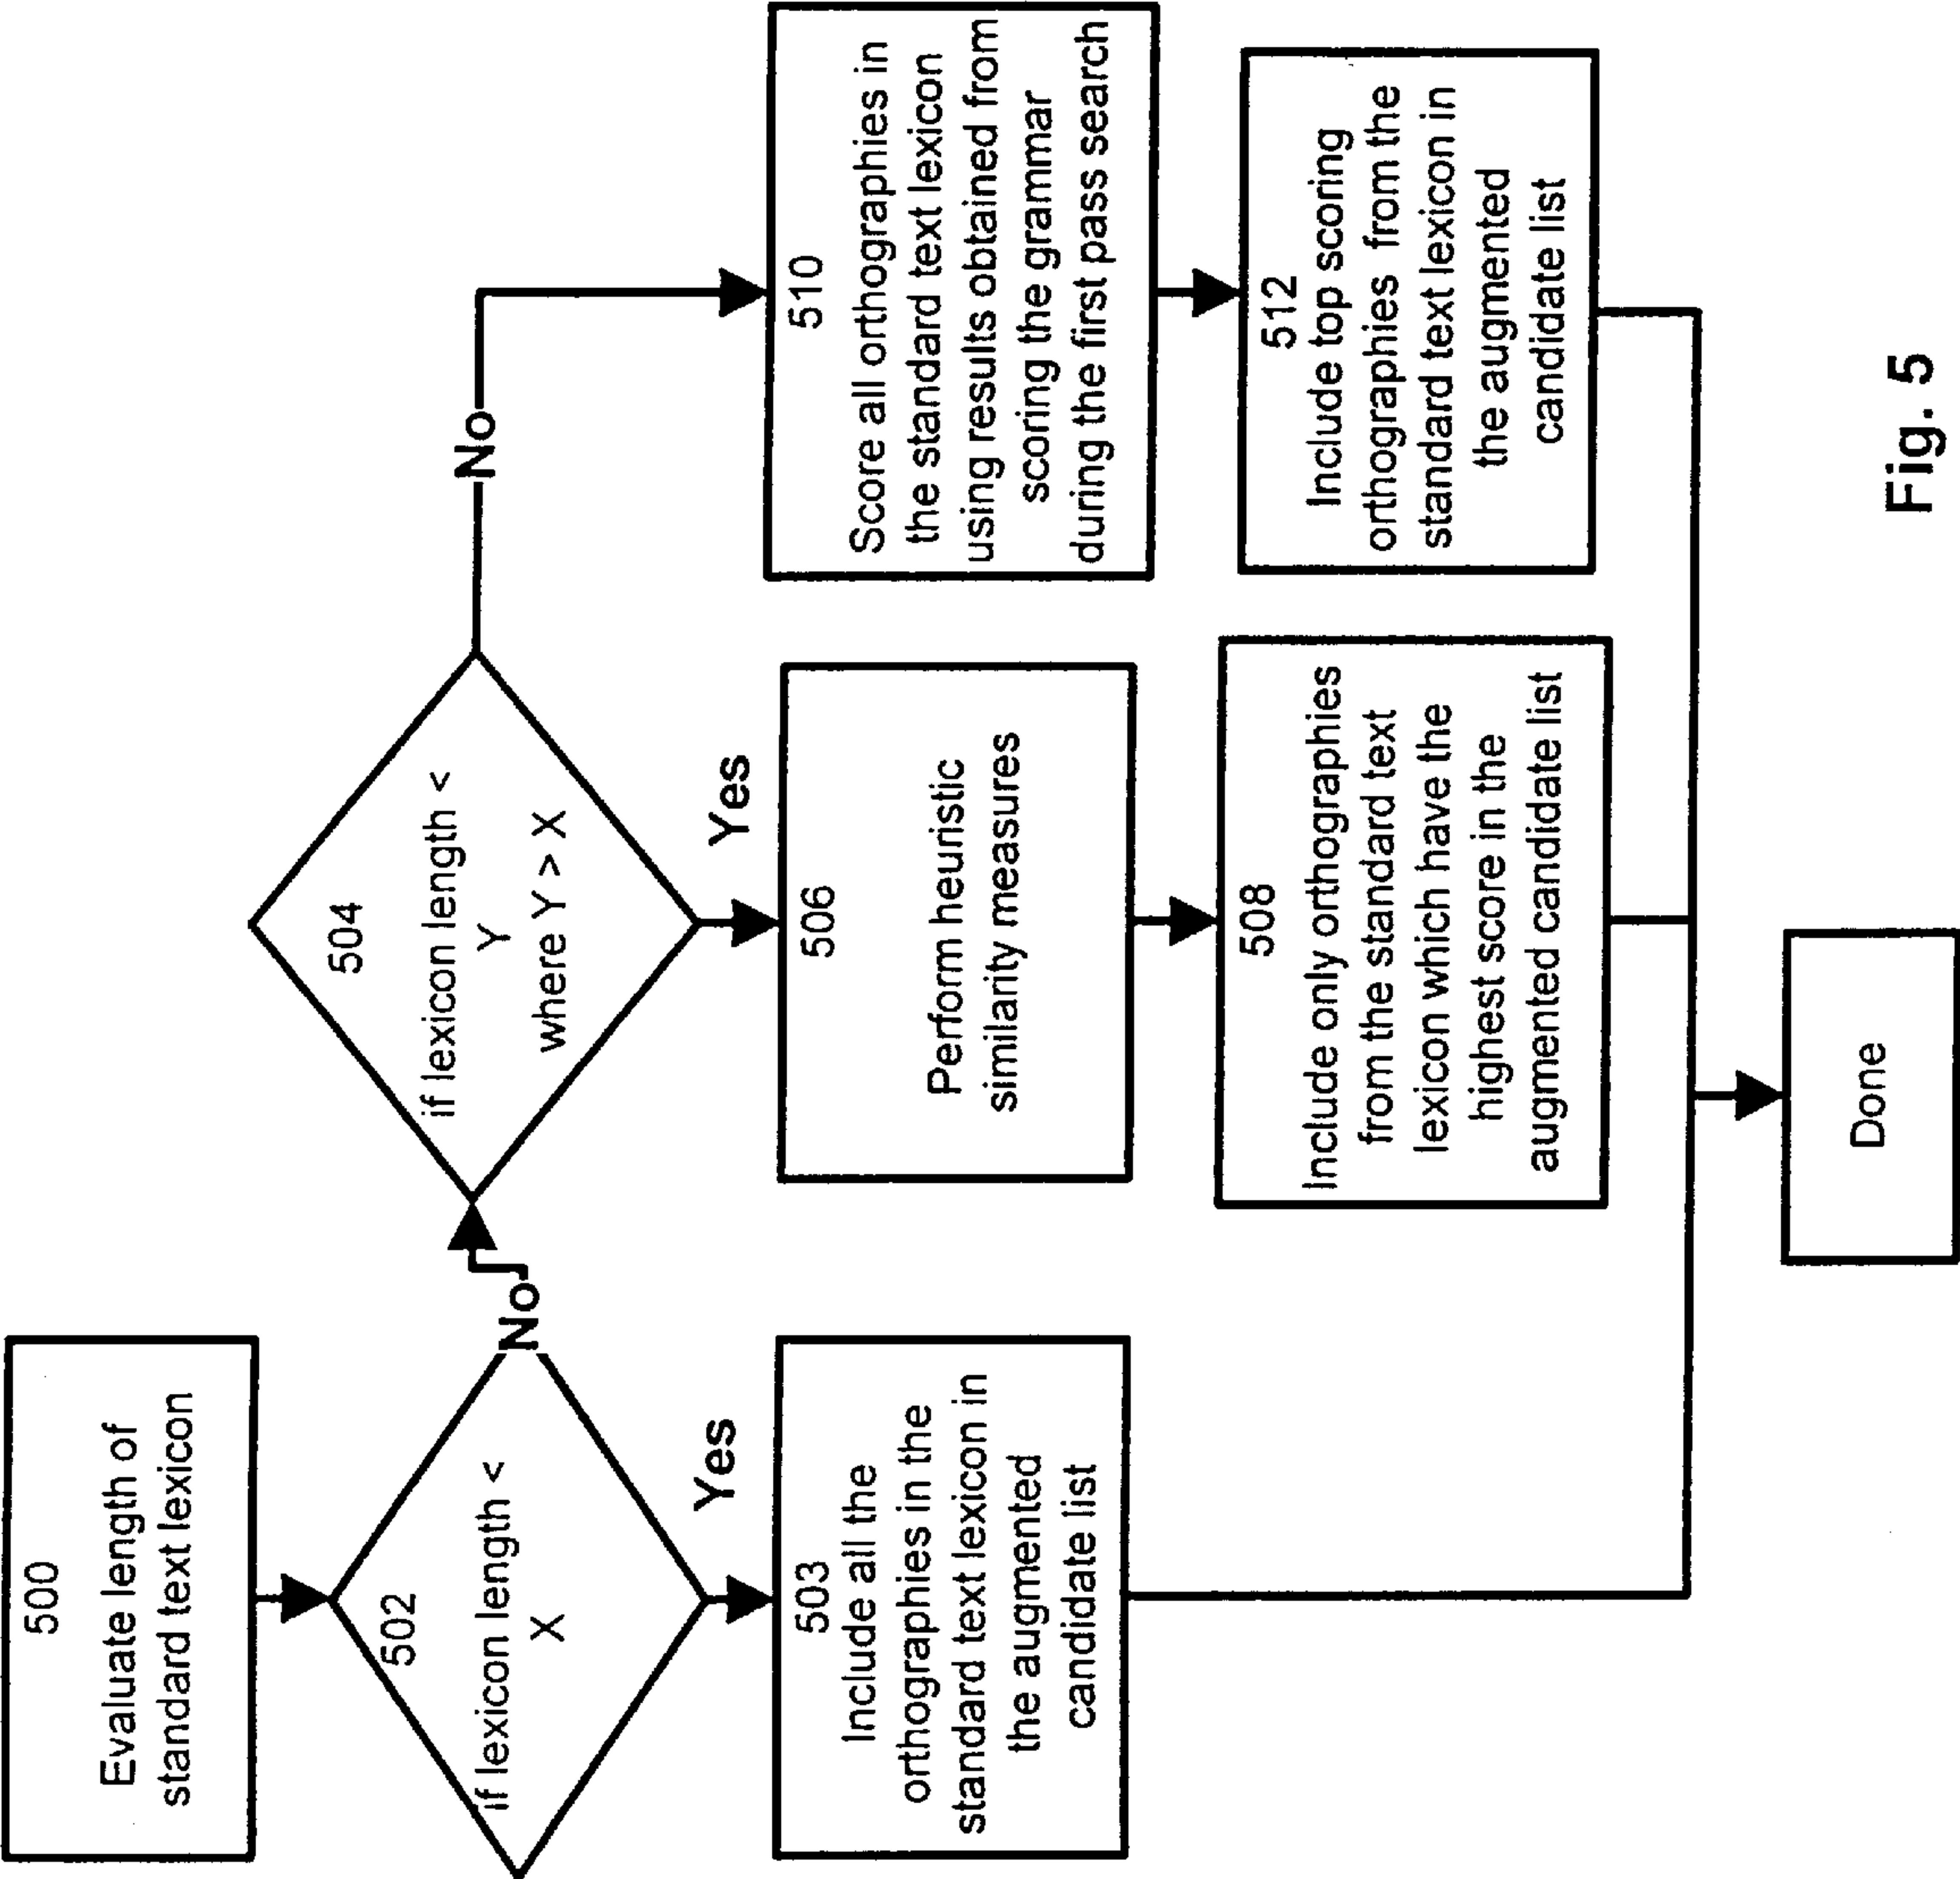 500
Evaluate length of
standard text lexicon
502
if lexicon length <
X
No
Yes
503
Include all the
orthographies in the
standard text lexicon in
the augmented
candidate list
504
if lexicon length <
Y
where Y > X
No
Yes
506
Perform heuristic
similarity measures
508
Include only orthographies
from the standard text
lexicon which have the
highest score in the
augmented candidate list
510
Score all orthographies in
the standard text lexicon
using results obtained from
scoring the grammar
during the first pass search
512
Include top scoring
orthographies from the
standard text lexicon in
the augmented
candidate list
Done
Fig. 5